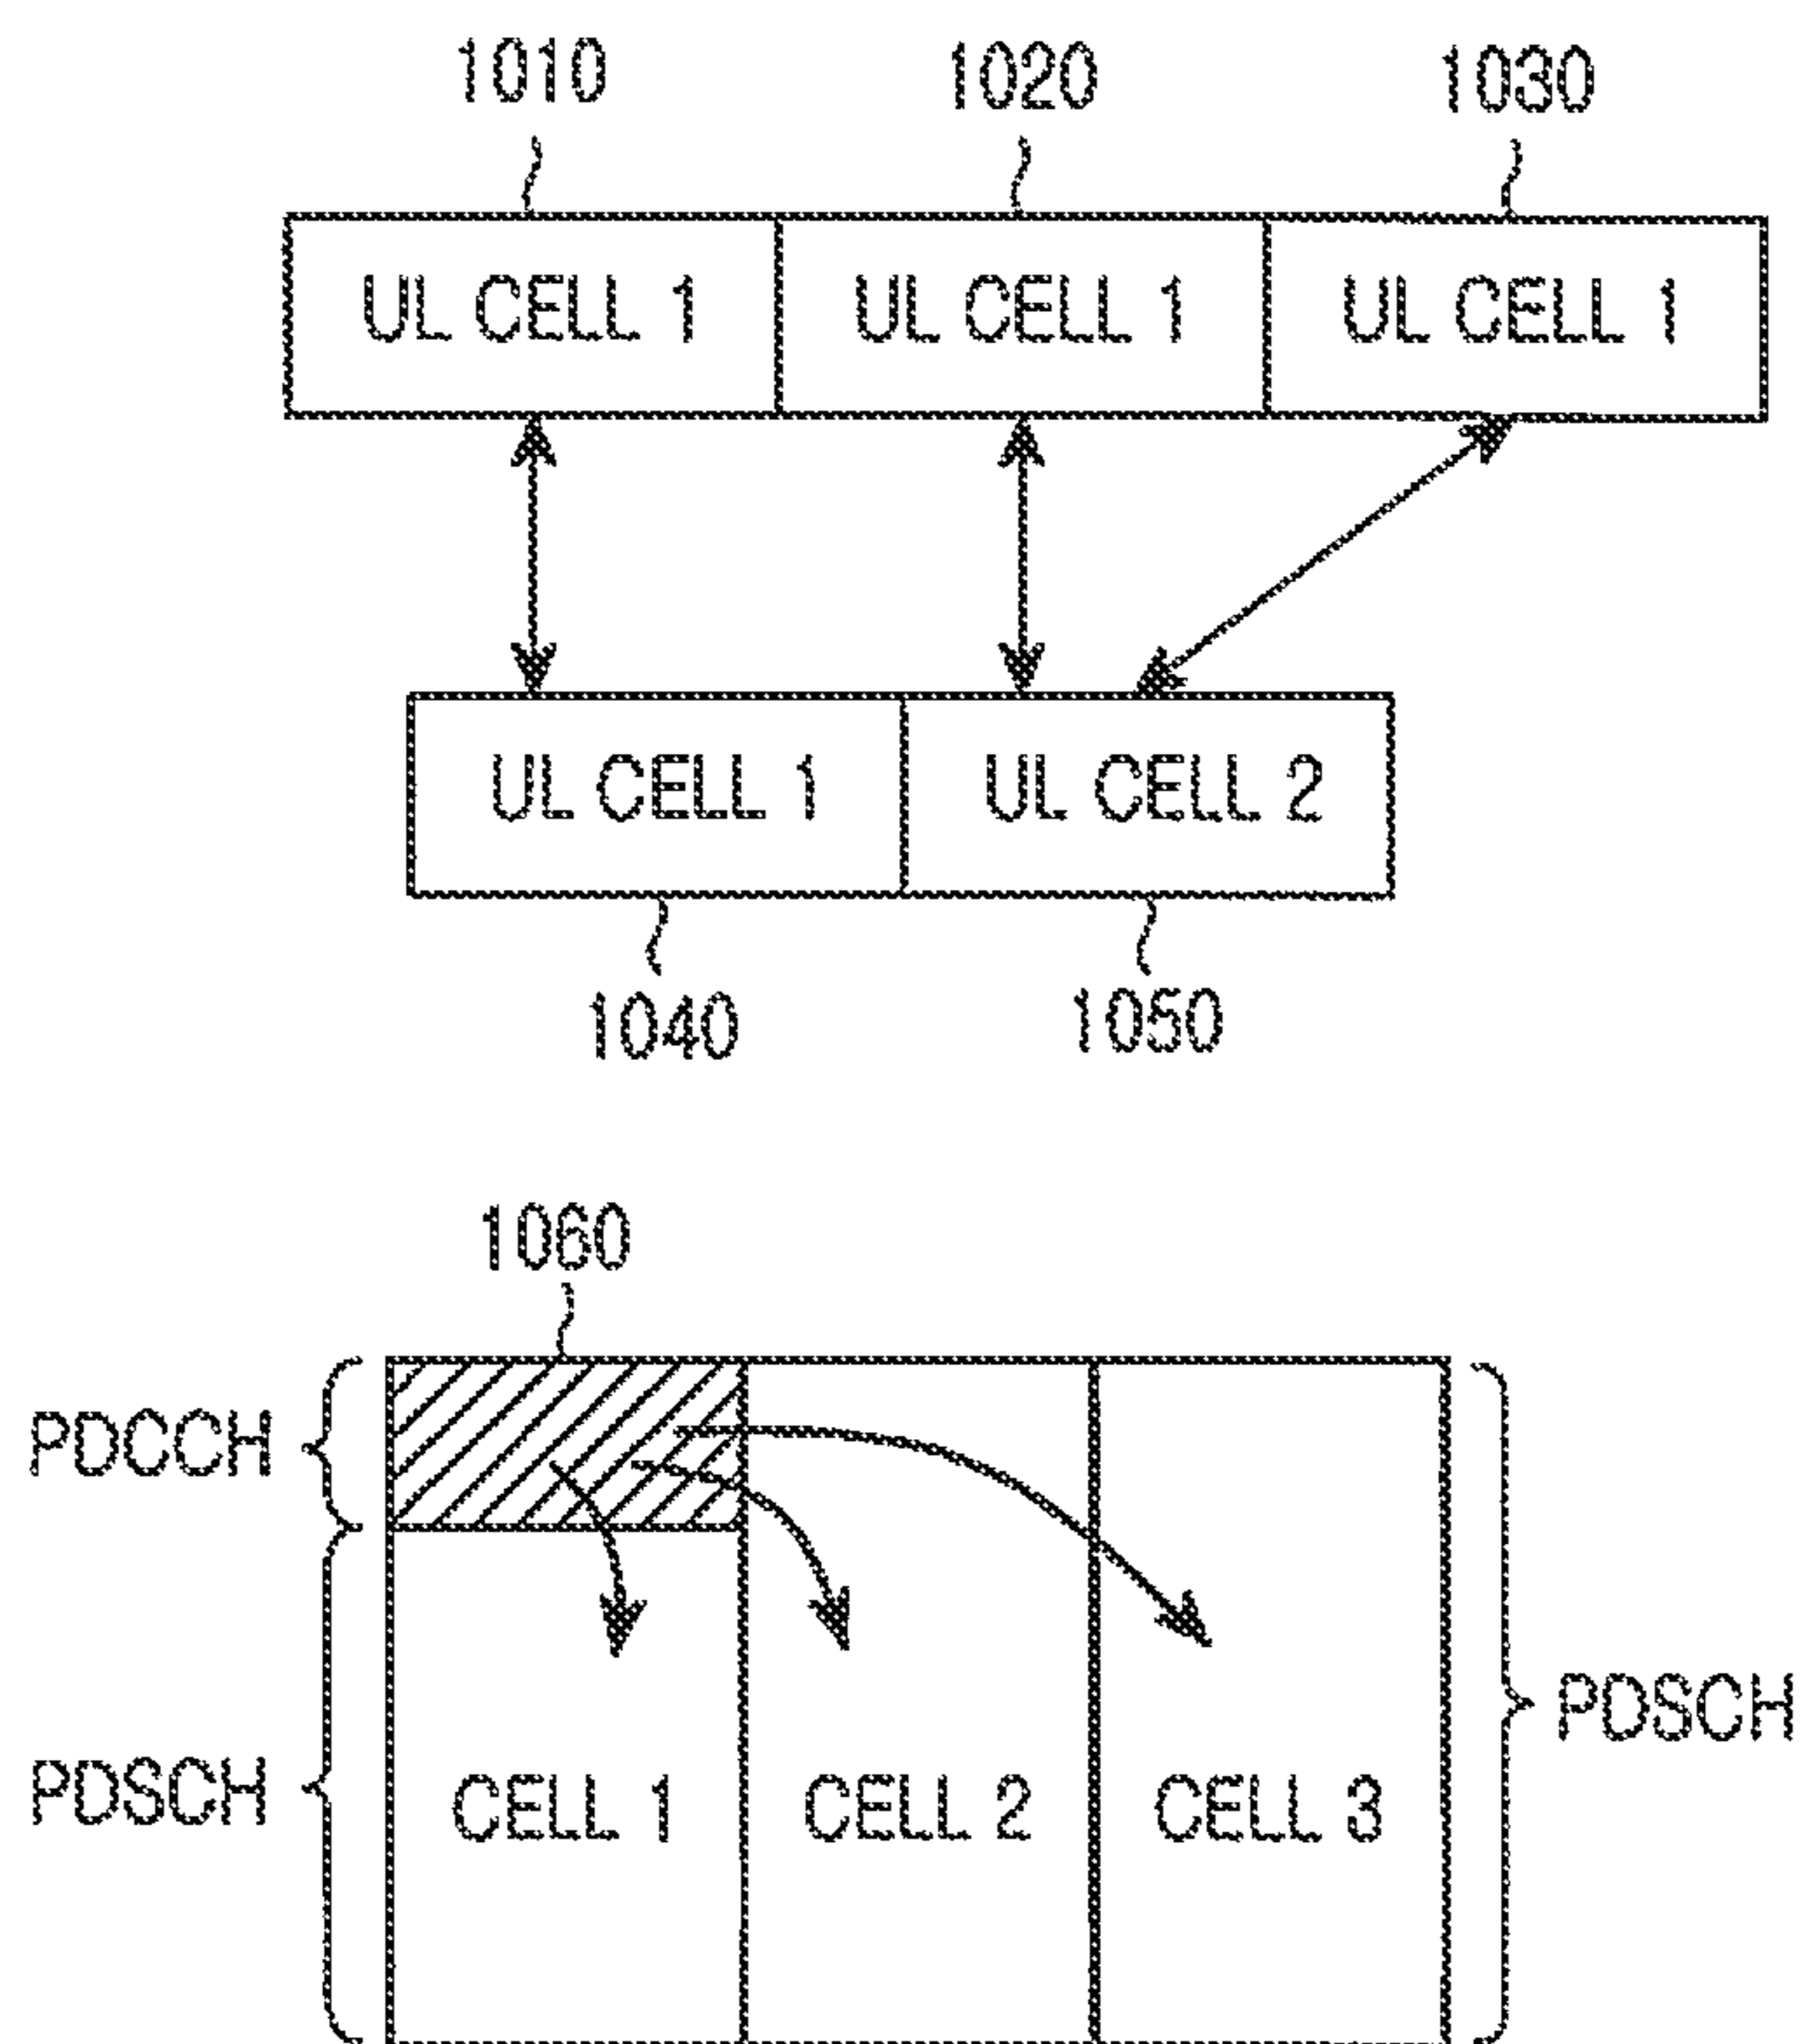 1010 1020 1030
UL CELL 1 UL CELL 1 UL CELL 1
UL CELL 1 UL CELL 2
1040 1050
1060
PDCCH
PDSCH
PDSCH
CELL 1 CELL 2 CELL 3